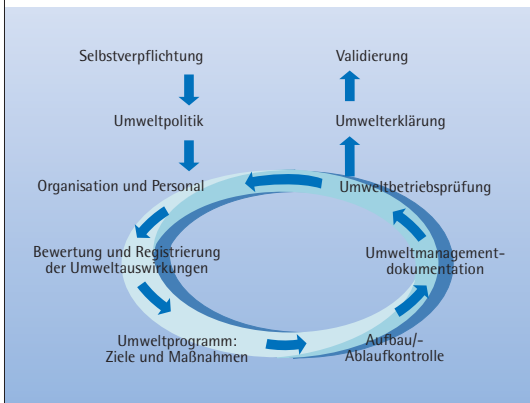 Selbstverpflichtung
Validierung
Umweltpolitik
Umwelterklärung
Organisation und Personal
Umweltbetriebsprüfung
Bewertung und Registrierung
der Umweltauswirkungen
Umweltmanagement-
dokumentation
Umweltprogramm:
Ziele und Maßnahmen
Aufbau/-
Ablaufkontrolle